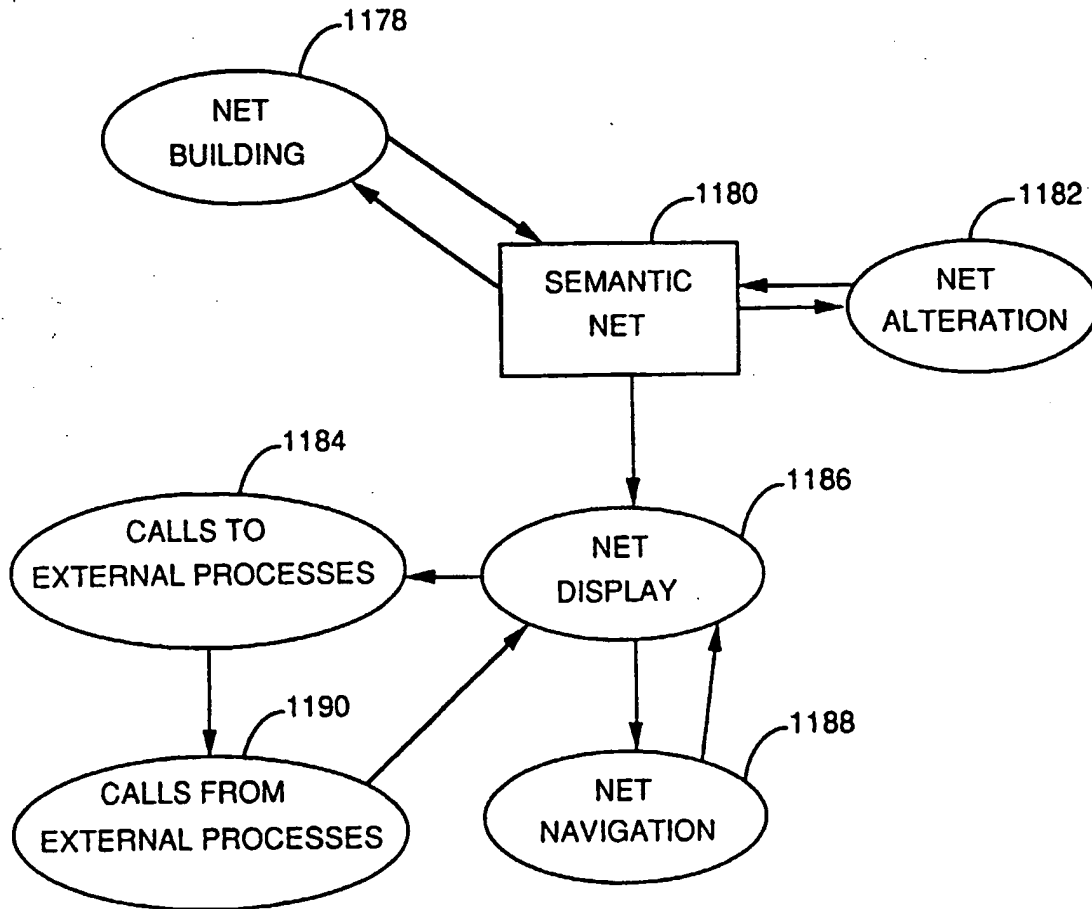 1178
NET
BUILDING
1180
SEMANTIC
NET
1182
NET
ALTERATION
1184
CALLS TO
EXTERNAL PROCESSES
1186
NET
DISPLAY
1190
CALLS FROM
EXTERNAL PROCESSES
1188
NET
NAVIGATION